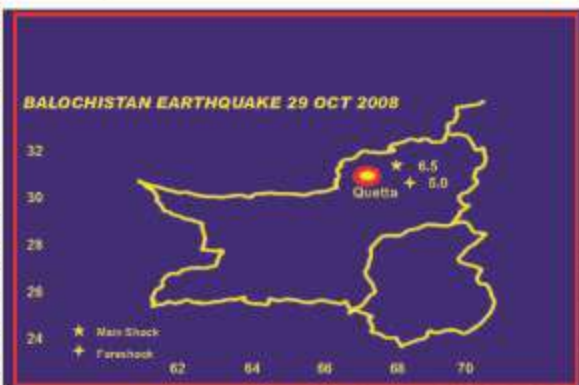 BALOCHISTAN EARTHQUAKE 29 OCT 2008
32
6.5
5.0
30
Quetta
28
26
24
Main Shock
Foreshock
62 64 66 68 70